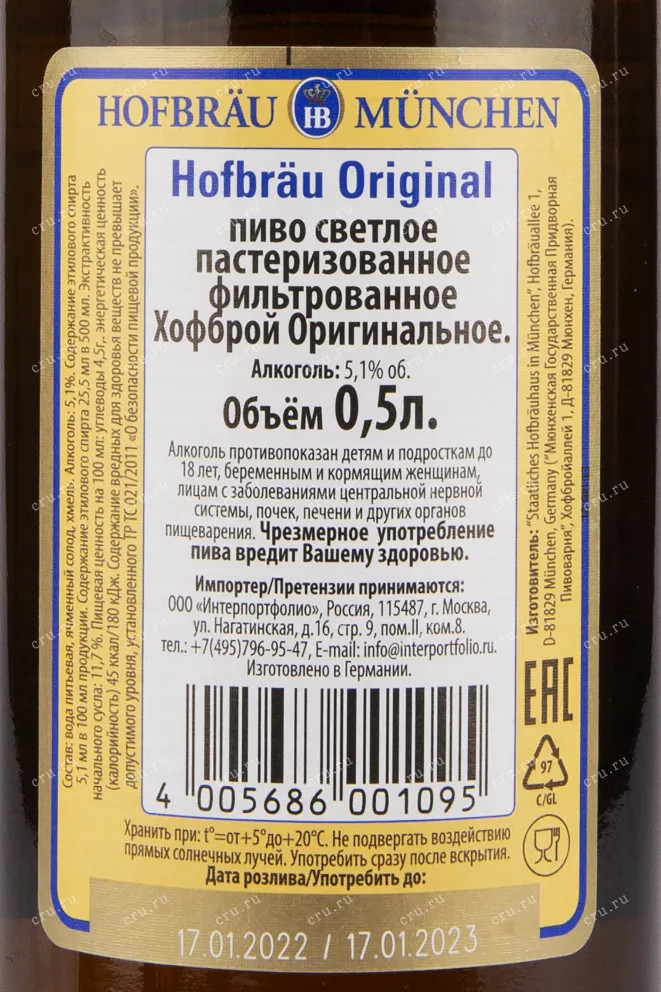 HOFBRÄU HB MÜNCHEN
Hofbräu Original
пиво светлое
пастеризованное
фильтрованное
Хофброй Оригинальное.
Алкоголь: 5,1% об.
Объём 0,5л.
Алкоголь противопоказан детям и подросткам до
18 лет, беременным и кормящим женщинам,
лицам с заболеваниями центральной нервной
системы, почек, печени и других органов
пищеварения. Чрезмерное употребление
пива вредит Вашему здоровью.
Импортер/Претензии принимаются:
ООО «Интерпортфолио», Россия, 115487, г. Москва,
ул. Нагатинская, д.16, стр. 9, пом.II, ком.8.
тел.: +7(495)796-95-47, E-mail: info@interportfolio.ru.
Изготовлено в Германии.
4 005686 001095
Состав: вода питьевая, ячменный солод, хмель. Алкоголь: 5,1%. Содержание этилового спирта
5,1 мл в 100 мл продукции. Содержание этилового спирта 25,5 мл в 500 мл. Экстрактивность
начального сусла: 11,7 %. Пищевая ценность на 100 мл: углеводы 4,5г, энергетическая ценность
(калорийность) 45 ккал/180 кДж. Содержание вредных для здоровья веществ не превышает
допустимого уровня, установленного ТР ТС 021/2011 «О безопасности пищевой продукции».
Изготовитель: "Staatliches Hofbräuhaus in München", Hofbräuallee 1,
D-81829 München, Germany ("Мюнхенская Государственная Придворная
Пивоварня", Хофбройаллей 1, Д-81829 Мюнхен, Германия).
EAC
97
C/GL
Хранить при: t°=от+5°до+20°С. Не подвергать воздействию
прямых солнечных лучей. Употребить сразу после вскрытия.
Дата розлива/Употребить до:
17.01.2022 / 17.01.2023
cru.ru